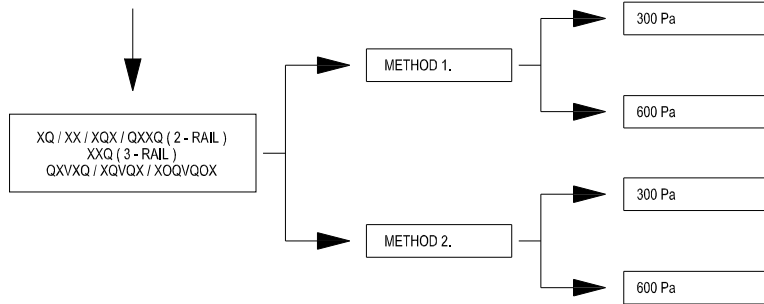 300 Pa
METHOD 1.
600 Pa
XQ / XX / XQX / QXXQ ( 2 - RAIL )
XXQ ( 3 - RAIL )
QXVXQ / XQVQX / XOQVQOX
300 Pa
METHOD 2.
600 Pa